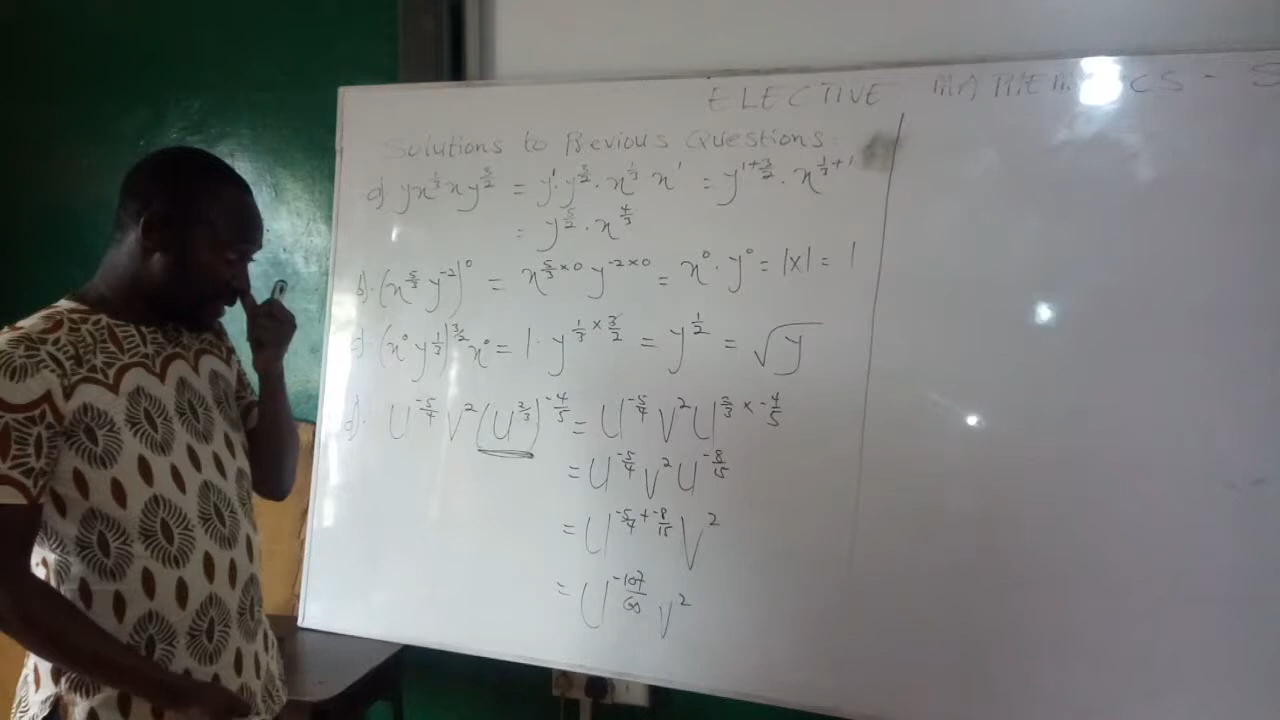 ELECTIVE MATHEMATICS - S
Solutions to Previous Questions:
a) yx^{1/3}xy^{3/2} = y^1·y^{3/2}·x^{1/3}·x^1 = y^{1+3/2}·x^{1/3+1}
= y^{5/2}·x^{4/3}
b). (x^{5/3}y^{-2})^0 = x^{5/3×0}y^{-2×0} = x^0·y^0 = 1×1 = 1
c) (x^0y^{1/3})^{3/2}x^0 = 1·y^{1/3×3/2} = y^{1/2} = √y
d). U^{-5/4}V^2(U^{2/3})^{-4/5} = U^{-5/4}V^2U^{2/3×-4/5}
= U^{-5/4}V^2U^{-8/15}
= U^{-5/4+-8/15}V^2
= U^{-107/60}V^2